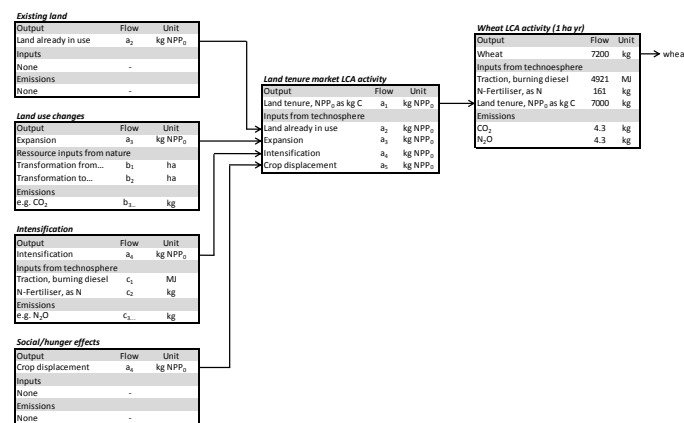 Existing land
Output Flow Unit
Land already in use a₂ kg NPP₀
Inputs
None -
Emissions
None -
Land use changes
Output Flow Unit
Expansion a₃ kg NPP₀
Ressource inputs from nature
Transformation from... b₁ ha
Transformation to... b₂ ha
Emissions
e.g. CO₂ b₃... kg
Intensification
Output Flow Unit
Intensification a₄ kg NPP₀
Inputs from technosphere
Traction, burning diesel c₁ MJ
N-Fertiliser, as N c₂ kg
Emissions
e.g. N₂O c₃... kg
Social/hunger effects
Output Flow Unit
Crop displacement a₄ kg NPP₀
Inputs
None -
Emissions
None -
Land tenure market LCA activity
Output Flow Unit
Land tenure, NPP₀ as kg C a₁ kg NPP₀
Inputs from technosphere
Land already in use a₂ kg NPP₀
Expansion a₃ kg NPP₀
Intensification a₄ kg NPP₀
Crop displacement a₅ kg NPP₀
Wheat LCA activity (1 ha yr)
Output Flow Unit
Wheat 7200 kg
Inputs from technoesphere
Traction, burning diesel 4921 MJ
N-Fertiliser, as N 161 kg
Land tenure, NPP₀ as kg C 7000 kg
Emissions
CO₂ 4.3 kg
N₂O 4.3 kg
whea